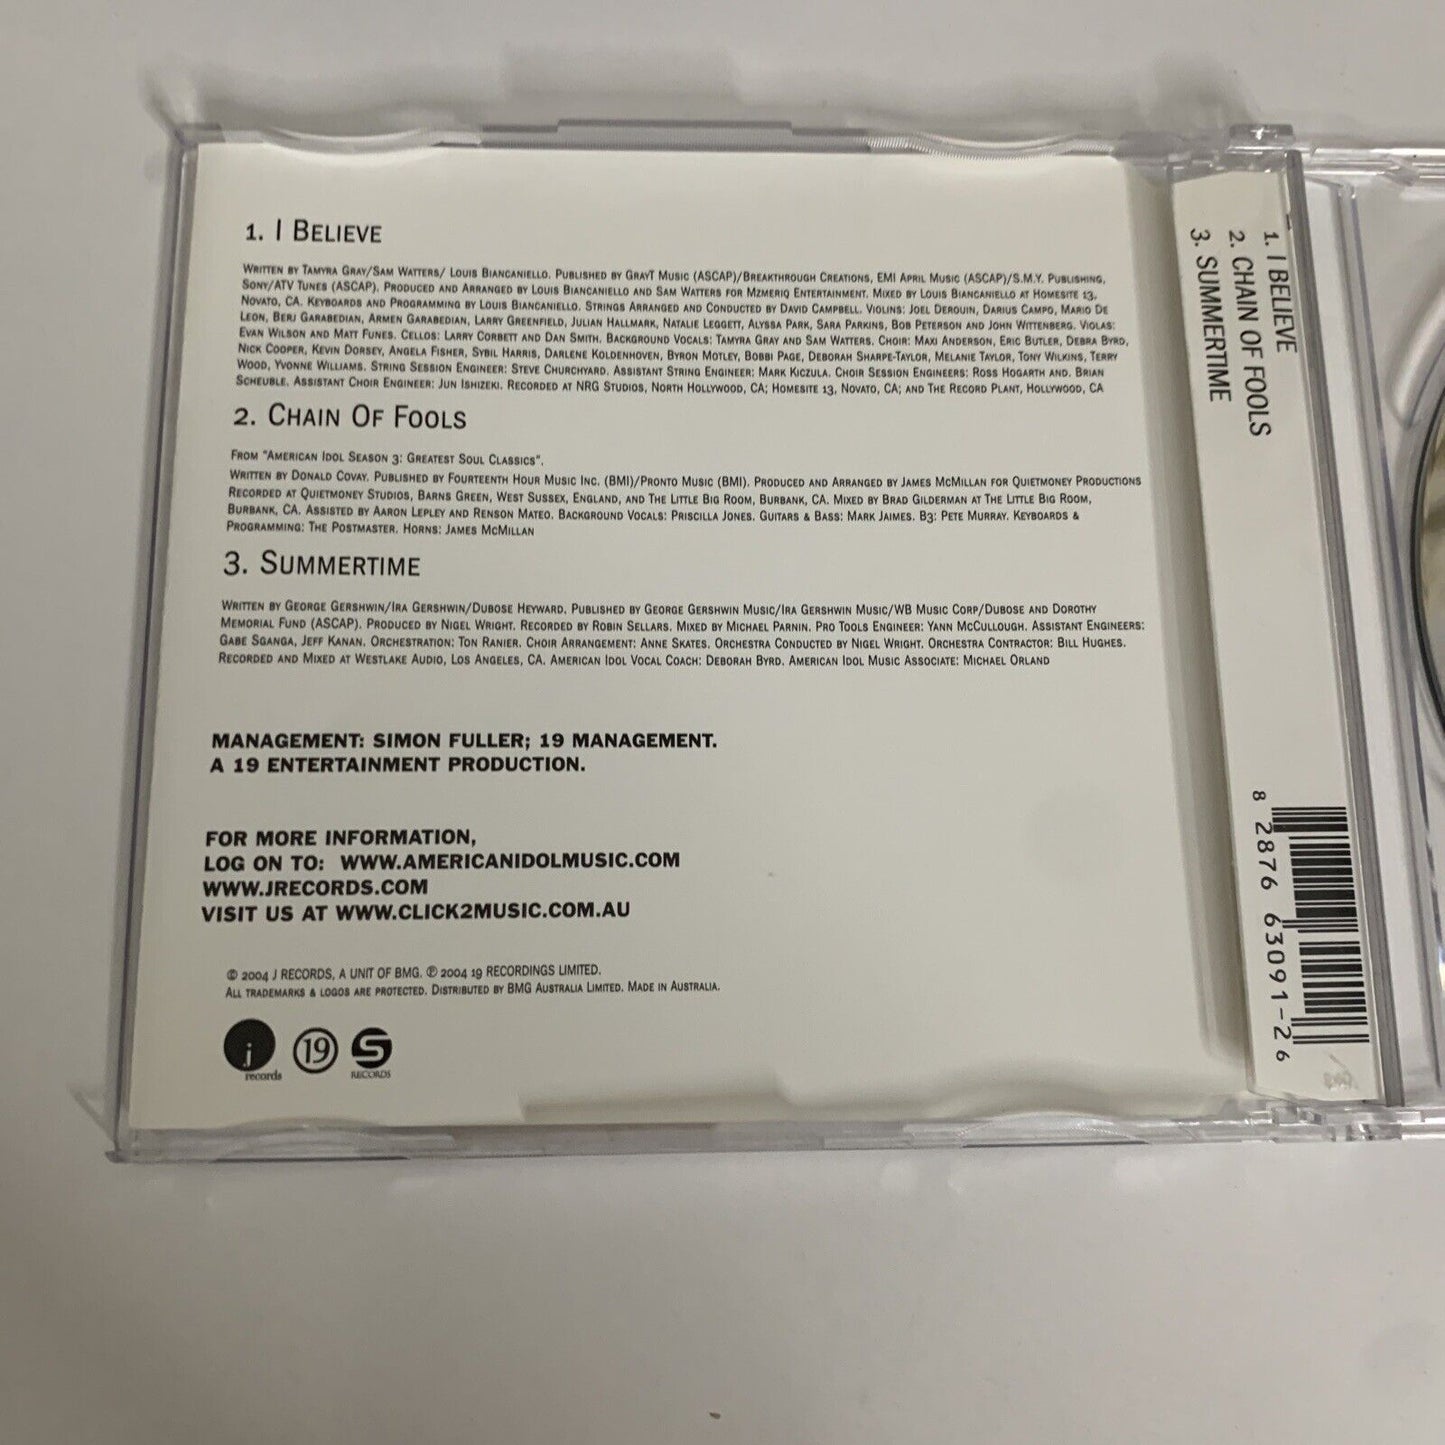 1. I Believe
Written by Tamyra Gray/Sam Watters/ Louis Biancaniello. Published by GrayT Music (ASCAP)/Breakthrough Creations, EMI April Music (ASCAP)/S.M.Y. Publishing,
Sony/ATV Tunes (ASCAP). Produced and Arranged by Louis Biancaniello and Sam Watters for Mzmeriq Entertainment. Mixed by Louis Biancaniello at Homesite 13,
Novato, CA. Keyboards and Programming by Louis Biancaniello. Strings Arranged and Conducted by David Campbell. Violins: Joel Derouin, Darius Campo, Mario De
Leon, Berj Garabedian, Armen Garabedian, Larry Greenfield, Julian Hallmark, Natalie Leggett, Alyssa Park, Sara Parkins, Bob Peterson and John Wittenberg. Violas:
Evan Wilson and Matt Funes. Cellos: Larry Corbett and Dan Smith. Background Vocals: Tamyra Gray and Sam Watters. Choir: Maxi Anderson, Eric Butler, Debra Byrd,
Nick Cooper, Kevin Dorsey, Angela Fisher, Sybil Harris, Darlene Koldenhoven, Byron Motley, Bobbi Page, Deborah Sharpe-Taylor, Melanie Taylor, Tony Wilkins, Terry
Wood, Yvonne Williams. String Session Engineer: Steve Churchyard. Assistant String Engineer: Mark Kiczula. Choir Session Engineers: Ross Hogarth and. Brian
Scheuble. Assistant Choir Engineer: Jun Ishizeki. Recorded at NRG Studios, North Hollywood, CA; Homesite 13, Novato, CA; and The Record Plant, Hollywood, CA
2. Chain Of Fools
From "American Idol Season 3: Greatest Soul Classics".
Written by Donald Covay. Published by Fourteenth Hour Music Inc. (BMI)/Pronto Music (BMI). Produced and Arranged by James McMillan for Quietmoney Productions
Recorded at Quietmoney Studios, Barns Green, West Sussex, England, and The Little Big Room, Burbank, CA. Mixed by Brad Gilderman at The Little Big Room,
Burbank, CA. Assisted by Aaron Lepley and Renson Mateo. Background Vocals: Priscilla Jones. Guitars & Bass: Mark Jaimes. B3: Pete Murray. Keyboards &
Programming: The Postmaster. Horns: James McMillan
3. Summertime
Written by George Gershwin/Ira Gershwin/Dubose Heyward. Published by George Gershwin Music/Ira Gershwin Music/WB Music Corp/Dubose and Dorothy
Memorial Fund (ASCAP). Produced by Nigel Wright. Recorded by Robin Sellars. Mixed by Michael Parnin. Pro Tools Engineer: Yann McCullough. Assistant Engineers:
Gabe Sganga, Jeff Kanan. Orchestration: Ton Ranier. Choir Arrangement: Anne Skates. Orchestra Conducted by Nigel Wright. Orchestra Contractor: Bill Hughes.
Recorded and Mixed at Westlake Audio, Los Angeles, CA. American Idol Vocal Coach: Deborah Byrd. American Idol Music Associate: Michael Orland
MANAGEMENT: SIMON FULLER; 19 MANAGEMENT.
A 19 ENTERTAINMENT PRODUCTION.
FOR MORE INFORMATION,
LOG ON TO: WWW.AMERICANIDOLMUSIC.COM
WWW.JRECORDS.COM
VISIT US AT WWW.CLICK2MUSIC.COM.AU
© 2004 J RECORDS, A UNIT OF BMG. ℗ 2004 19 RECORDINGS LIMITED.
All trademarks & logos are protected. Distributed by BMG Australia Limited. Made in Australia.
j records
19
S RECORDS
1. I BELIEVE
2. CHAIN OF FOOLS
3. SUMMERTIME
8 2876 63091-2 6